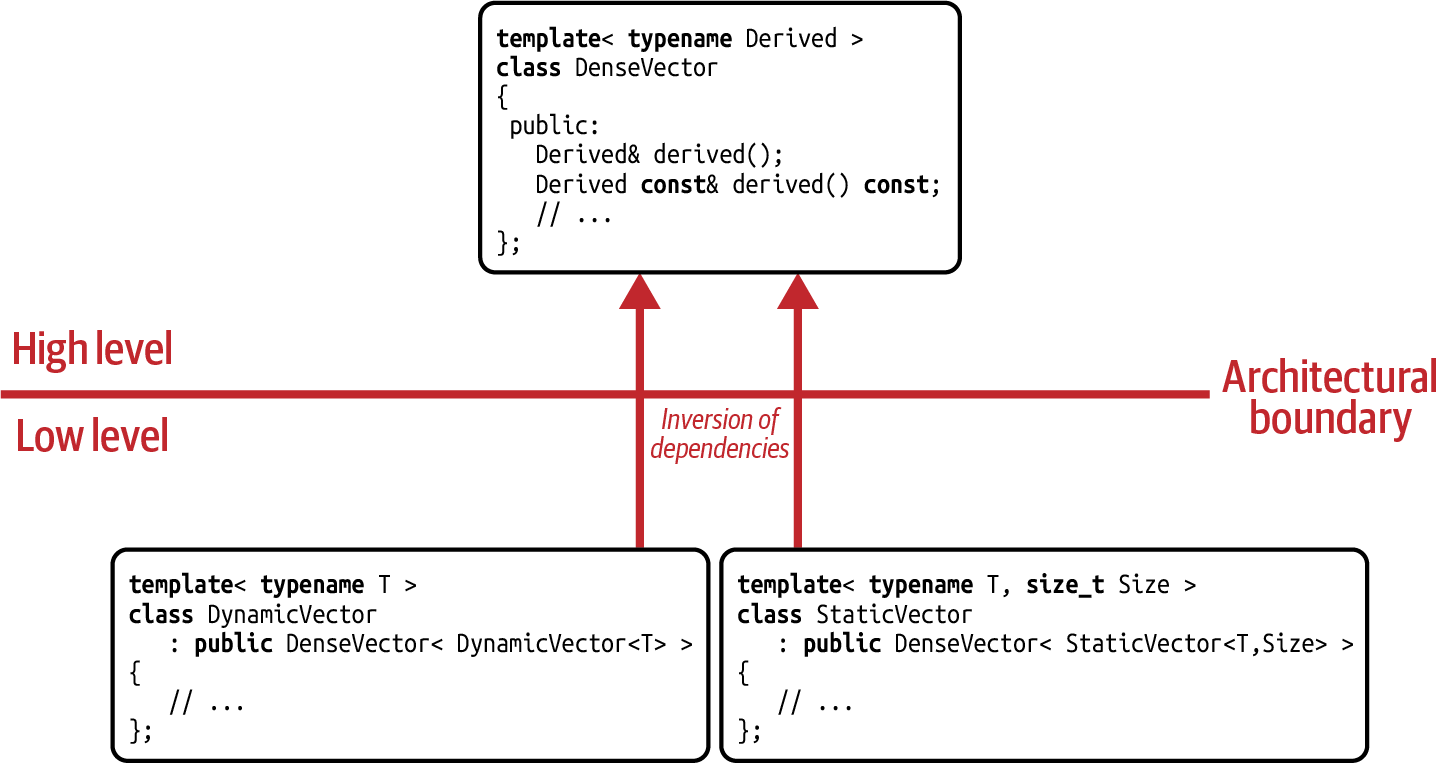 template< typename Derived >
class DenseVector
{
public:
Derived& derived();
Derived const& derived() const;
// ...
};
High level
Low level
Architectural
boundary
Inversion of
dependencies
template< typename T >
class DynamicVector
: public DenseVector< DynamicVector<T> >
{
// ...
};
template< typename T, size_t Size >
class StaticVector
: public DenseVector< StaticVector<T,Size> >
{
// ...
};